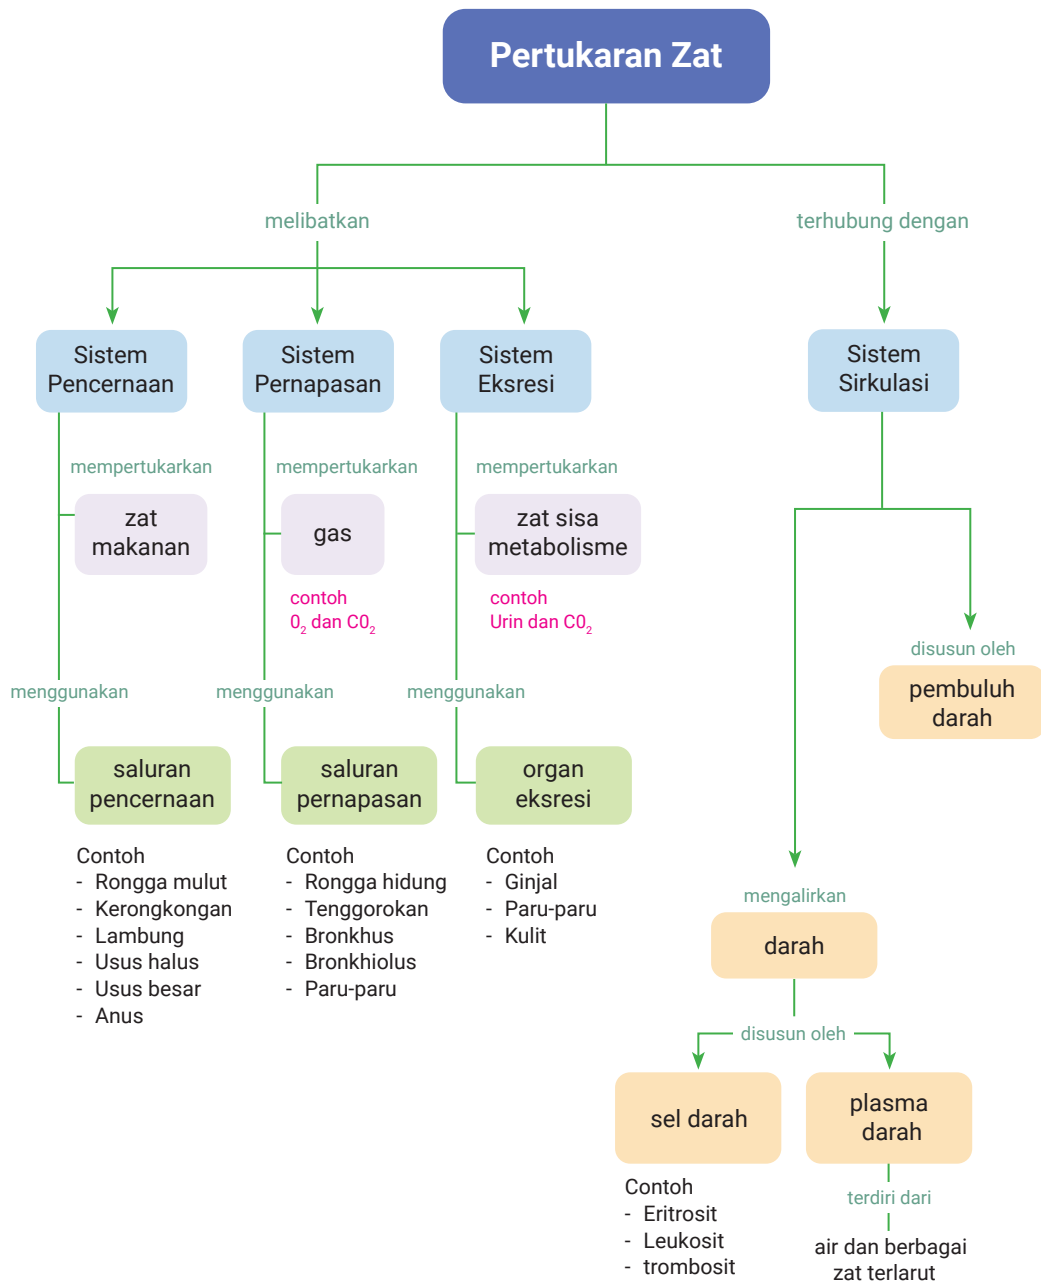 Pertukaran Zat
melibatkan
terhubung dengan
Sistem
Pencernaan
Sistem
Pernapasan
Sistem
Eksresi
Sistem
Sirkulasi
mempertukarkan
zat
makanan
mempertukarkan
gas
contoh
0₂ dan C0₂
mempertukarkan
zat sisa
metabolisme
contoh
Urin dan C0₂
menggunakan
saluran
pencernaan
Contoh
- Rongga mulut
- Kerongkongan
- Lambung
- Usus halus
- Usus besar
- Anus
menggunakan
saluran
pernapasan
Contoh
- Rongga hidung
- Tenggorokan
- Bronkhus
- Bronkhiolus
- Paru-paru
menggunakan
organ
eksresi
Contoh
- Ginjal
- Paru-paru
- Kulit
disusun oleh
pembuluh
darah
mengalirkan
darah
disusun oleh
sel darah
Contoh
- Eritrosit
- Leukosit
- trombosit
plasma
darah
terdiri dari
air dan berbagai
zat terlarut